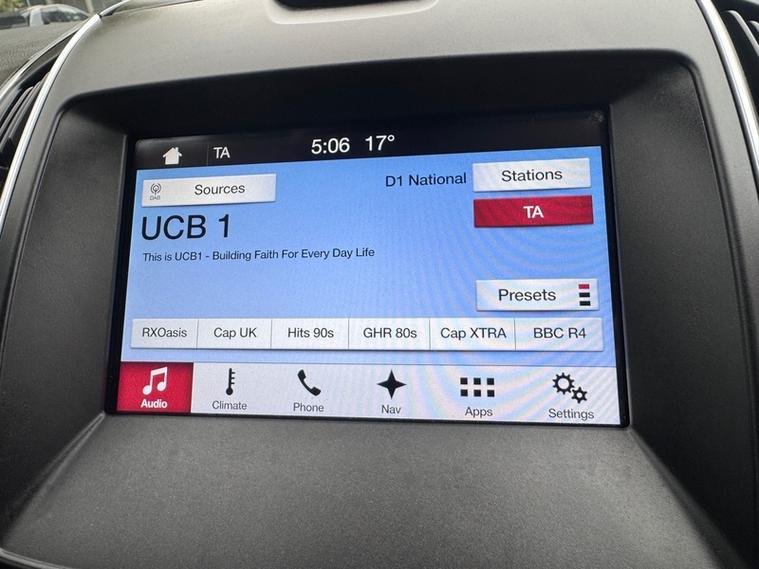 TA 5:06 17°
DAB Sources D1 National Stations
TA
UCB 1
This is UCB1 - Building Faith For Every Day Life
Presets
RXOasis Cap UK Hits 90s GHR 80s Cap XTRA BBC R4
Audio Climate Phone Nav Apps Settings